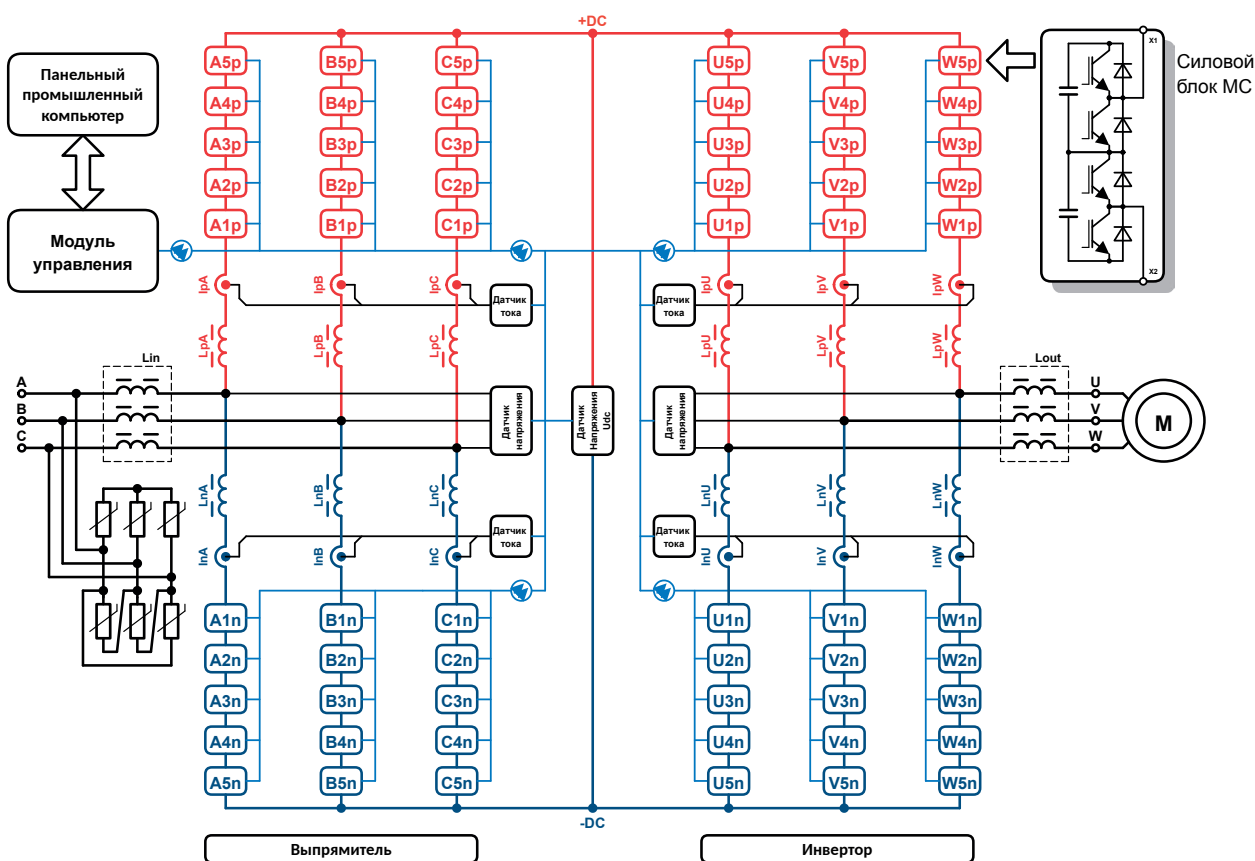 +DC
Панельный
промышленный
компьютер
Модуль
управления
A5p B5p C5p U5p V5p W5p
A4p B4p C4p U4p V4p W4p
A3p B3p C3p U3p V3p W3p
A2p B2p C2p U2p V2p W2p
A1p B1p C1p U1p V1p W1p
X1
X2
Силовой
блок МС
IpA IpB IpC IpU IpV IpW
Датчик
тока
Датчик
тока
LpA LpB LpC LpU LpV LpW
Lin
Lout
A
B
C
Датчик
напряжения
Датчик
Напряжения
Udc
Датчик
напряжения
U
V
W
M
LnA LnB LnC LnU LnV LnW
Датчик
тока
Датчик
тока
InA InB InC InU InV InW
A1n B1n C1n U1n V1n W1n
A2n B2n C2n U2n V2n W2n
A3n B3n C3n U3n V3n W3n
A4n B4n C4n U4n V4n W4n
A5n B5n C5n U5n V5n W5n
-DC
Выпрямитель
Инвертор